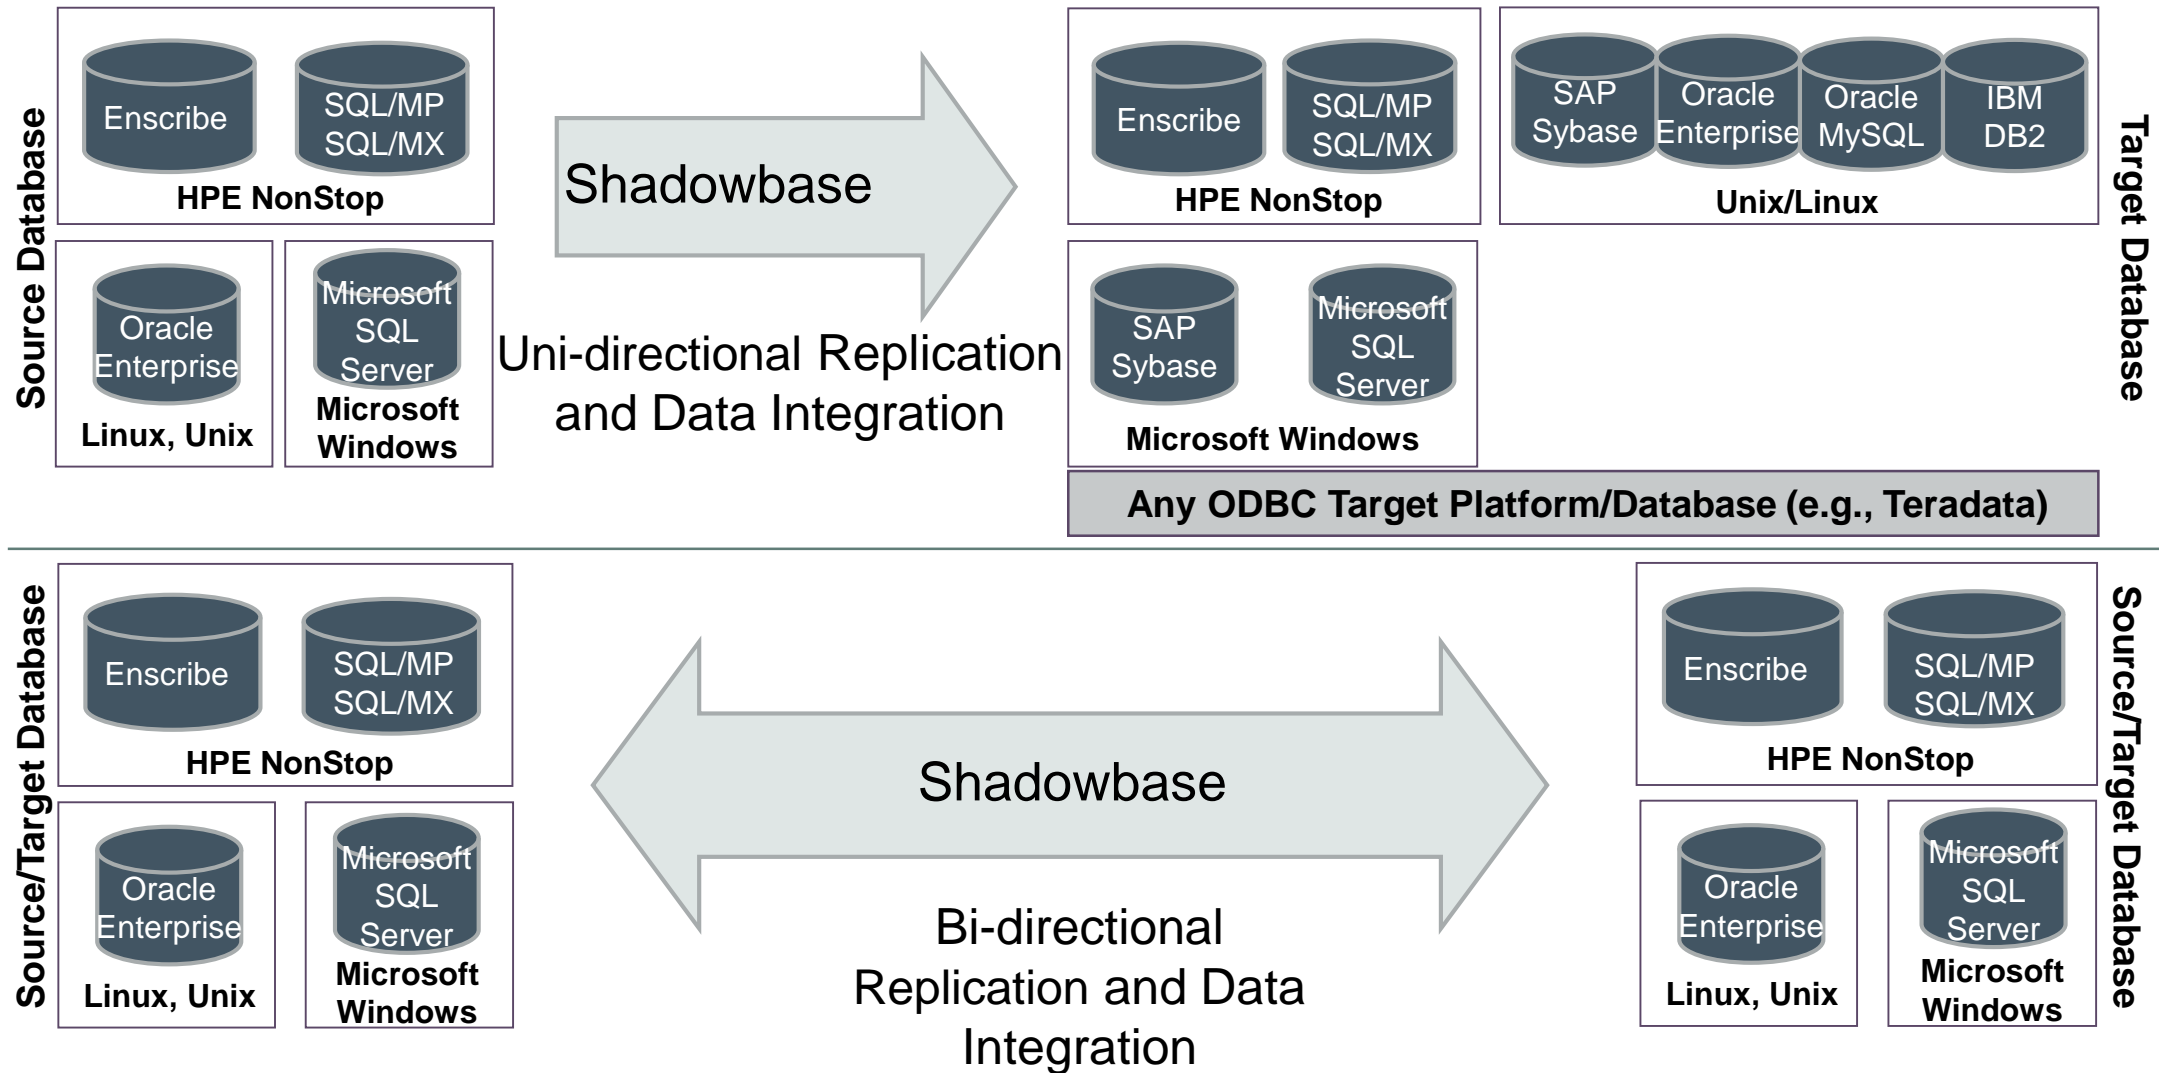 Source Database
Enscribe
SQL/MP
SQL/MX
HPE NonStop
Oracle
Enterprise
Linux, Unix
Microsoft
SQL
Server
Microsoft
Windows
Shadowbase
Uni-directional Replication
and Data Integration
Enscribe
SQL/MP
SQL/MX
HPE NonStop
SAP
Sybase
Oracle
Enterprise
Oracle
MySQL
IBM
DB2
Unix/Linux
SAP
Sybase
Microsoft
SQL
Server
Microsoft Windows
Any ODBC Target Platform/Database (e.g., Teradata)
Target Database
Source/Target Database
Enscribe
SQL/MP
SQL/MX
HPE NonStop
Oracle
Enterprise
Linux, Unix
Microsoft
SQL
Server
Microsoft
Windows
Shadowbase
Bi-directional
Replication and Data
Integration
Enscribe
SQL/MP
SQL/MX
HPE NonStop
Oracle
Enterprise
Linux, Unix
Microsoft
SQL
Server
Microsoft
Windows
Source/Target Database